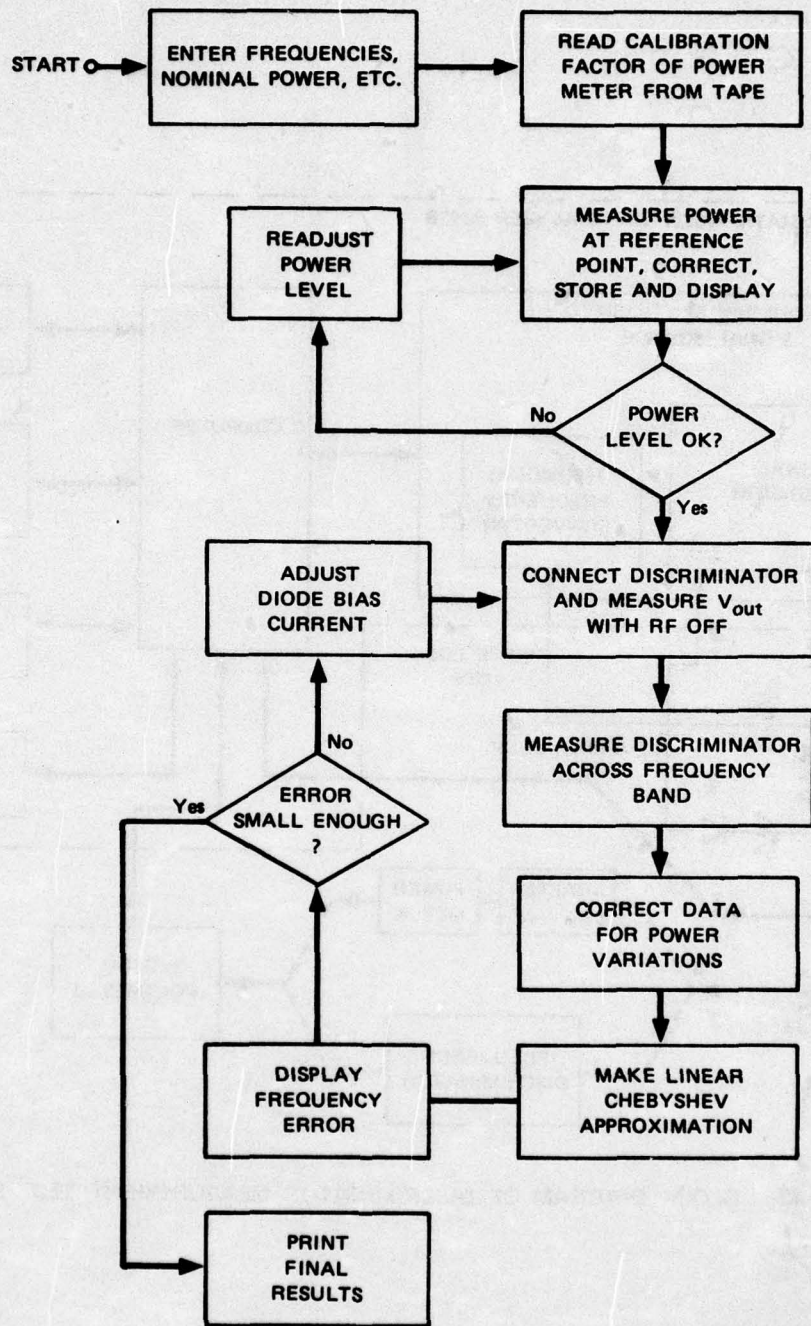 START
ENTER FREQUENCIES,
NOMINAL POWER, ETC.
READ CALIBRATION
FACTOR OF POWER
METER FROM TAPE
READJUST
POWER
LEVEL
MEASURE POWER
AT REFERENCE
POINT, CORRECT,
STORE AND DISPLAY
No
POWER
LEVEL OK?
Yes
ADJUST
DIODE BIAS
CURRENT
CONNECT DISCRIMINATOR
AND MEASURE Vout
WITH RF OFF
No
MEASURE DISCRIMINATOR
ACROSS FREQUENCY
BAND
Yes
ERROR
SMALL ENOUGH
?
CORRECT DATA
FOR POWER
VARIATIONS
DISPLAY
FREQUENCY
ERROR
MAKE LINEAR
CHEBYSHEV
APPROXIMATION
PRINT
FINAL
RESULTS